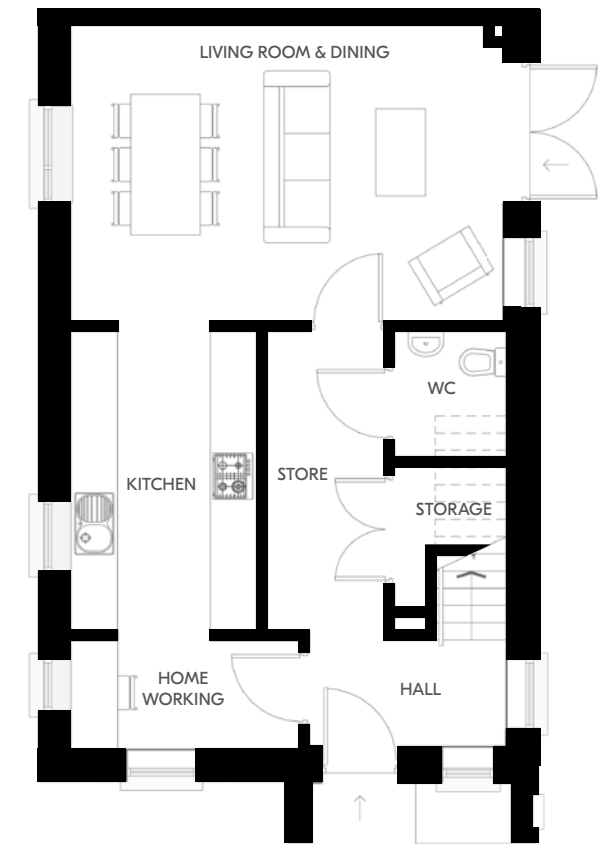 LIVING ROOM & DINING
WC
KITCHEN
STORE
STORAGE
HOME
WORKING
HALL